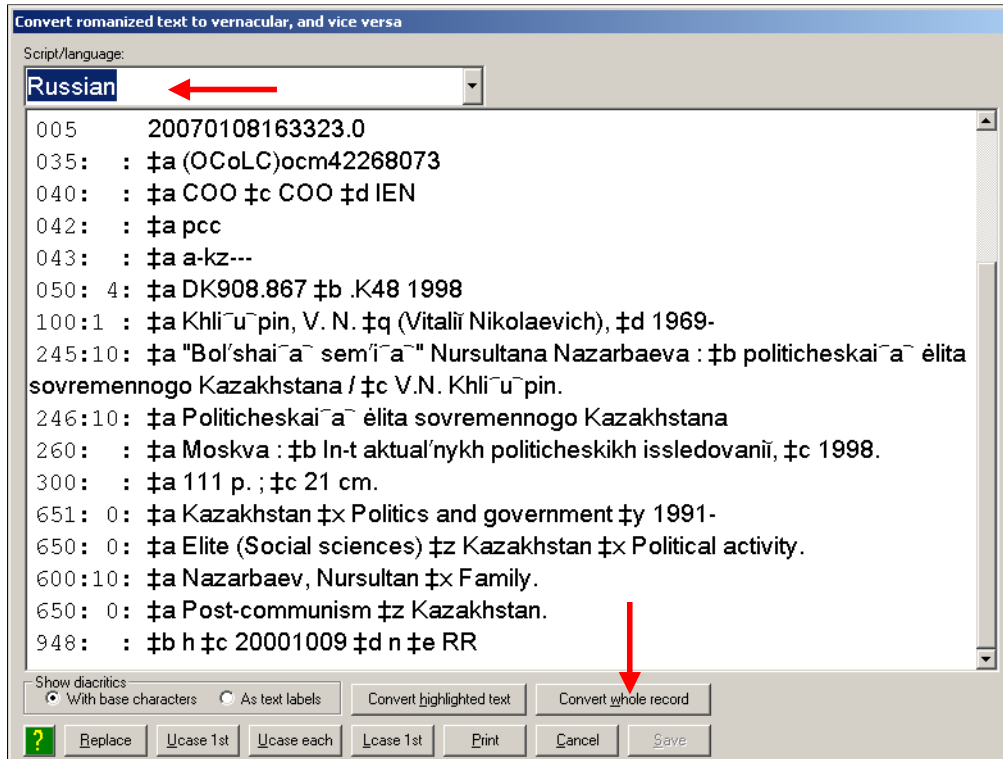 Convert romanized text to vernacular, and vice versa
Script/language:
Russian
005 20070108163323.0
035: : ‡a (OCoLC)ocm42268073
040: : ‡a COO ‡c COO ‡d IEN
042: : ‡a pcc
043: : ‡a a-kz---
050: 4: ‡a DK908.867 ‡b .K48 1998
100:1 : ‡a Khli¯u¯pin, V. N. ‡q (Vitaliĭ Nikolaevich), ‡d 1969-
245:10: ‡a "Bolʹshai¯a¯ semʹi¯a¯" Nursultana Nazarbaeva : ‡b politicheskai¯a¯ ėlita
sovremennogo Kazakhstana / ‡c V.N. Khli¯u¯pin.
246:10: ‡a Politicheskai¯a¯ ėlita sovremennogo Kazakhstana
260: : ‡a Moskva : ‡b In-t aktualʹnykh politicheskikh issledovaniĭ, ‡c 1998.
300: : ‡a 111 p. ; ‡c 21 cm.
651: 0: ‡a Kazakhstan ‡x Politics and government ‡y 1991-
650: 0: ‡a Elite (Social sciences) ‡z Kazakhstan ‡x Political activity.
600:10: ‡a Nazarbaev, Nursultan ‡x Family.
650: 0: ‡a Post-communism ‡z Kazakhstan.
948: : ‡b h ‡c 20001009 ‡d n ‡e RR
Show diacritics
With base characters As text labels Convert highlighted text Convert whole record
? Replace Ucase 1st Ucase each Lcase 1st Print Cancel Save